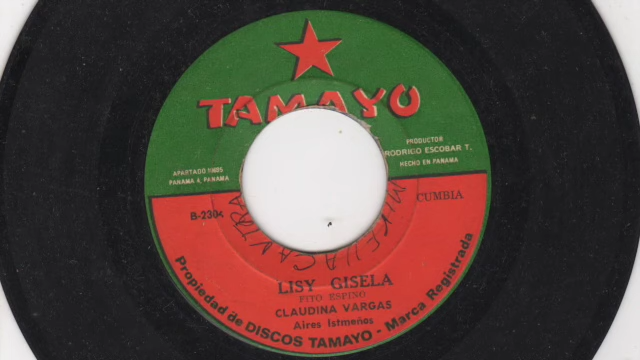 TAMAYO
PRODUCTOR
RODRIGO ESCOBAR T.
HECHO EN PANAMA
APARTADO
PANAMA 4, PANAMA
CUMBIA
LISY GISELA
FITO ESPINO
CLAUDINA VARGAS
Aires Istmeños
Propiedad de DISCOS TAMAYO - Marca Registrada